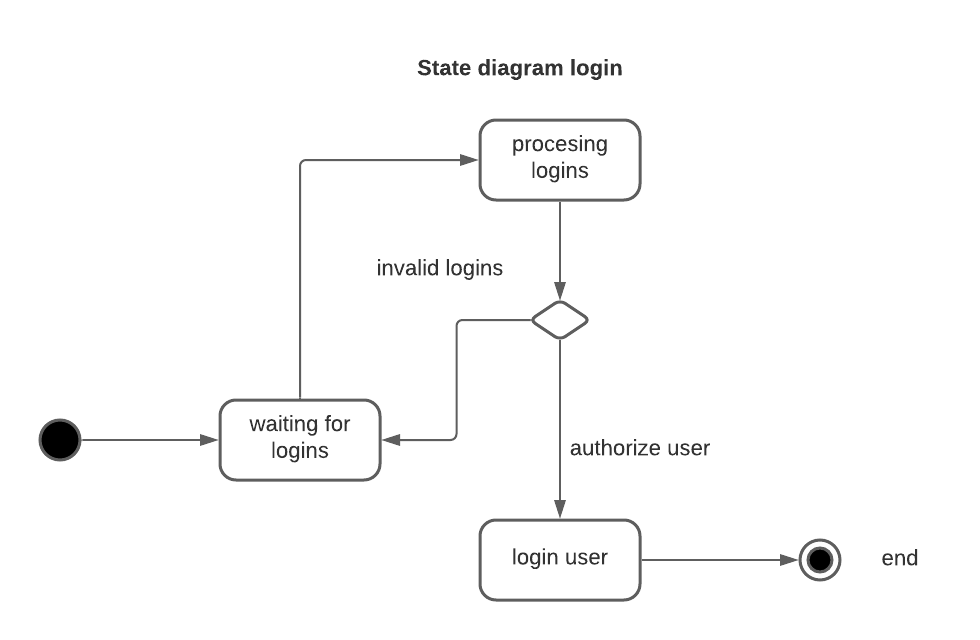 State diagram login
procesing
logins
invalid logins
waiting for
logins
authorize user
login user
end